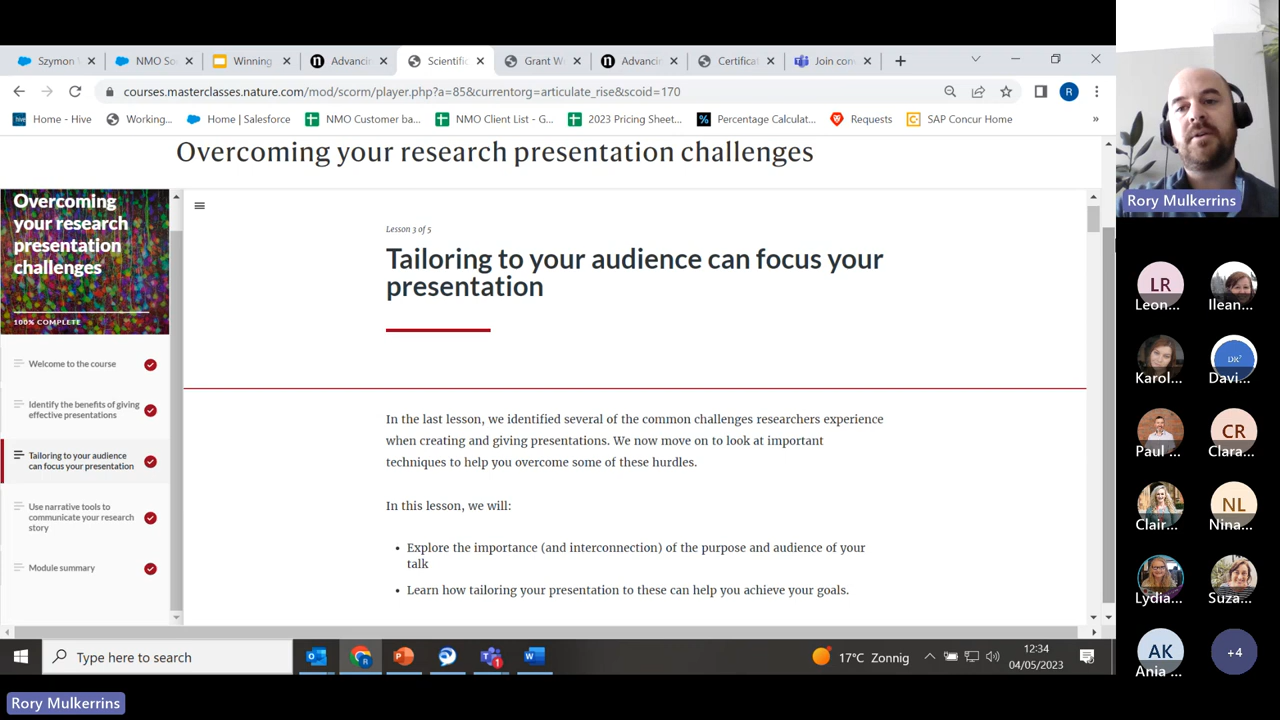 Szymon
NMO So
Winning
Advancin
Scientific
Grant W
Advancin
Certificat
Join con
courses.masterclasses.nature.com/mod/scorm/player.php?a=85&currentorg=articulate_rise&scoid=170
R
hive
Home - Hive
Working...
Home | Salesforce
NMO Customer ba...
NMO Client List - G...
2023 Pricing Sheet...
Percentage Calculat...
Requests
SAP Concur Home
»
Overcoming your research presentation challenges
Overcoming
your research
presentation
challenges
100% COMPLETE
Welcome to the course
Identify the benefits of giving
effective presentations
Tailoring to your audience
can focus your presentation
Use narrative tools to
communicate your research
story
Module summary
Lesson 3 of 5
Tailoring to your audience can focus your
presentation
In the last lesson, we identified several of the common challenges researchers experience
when creating and giving presentations. We now move on to look at important
techniques to help you overcome some of these hurdles.
In this lesson, we will:
• Explore the importance (and interconnection) of the purpose and audience of your
talk
• Learn how tailoring your presentation to these can help you achieve your goals.
Type here to search
1
17°C Zonnig
12:34
04/05/2023
Rory Mulkerrins
Rory Mulkerrins
LR
Leon...
Ilean...
Karol...
DR'
Davi...
Paul ...
CR
Clara...
Clair...
NL
Nina...
Lydia...
Suza...
AK
Ania ...
+4